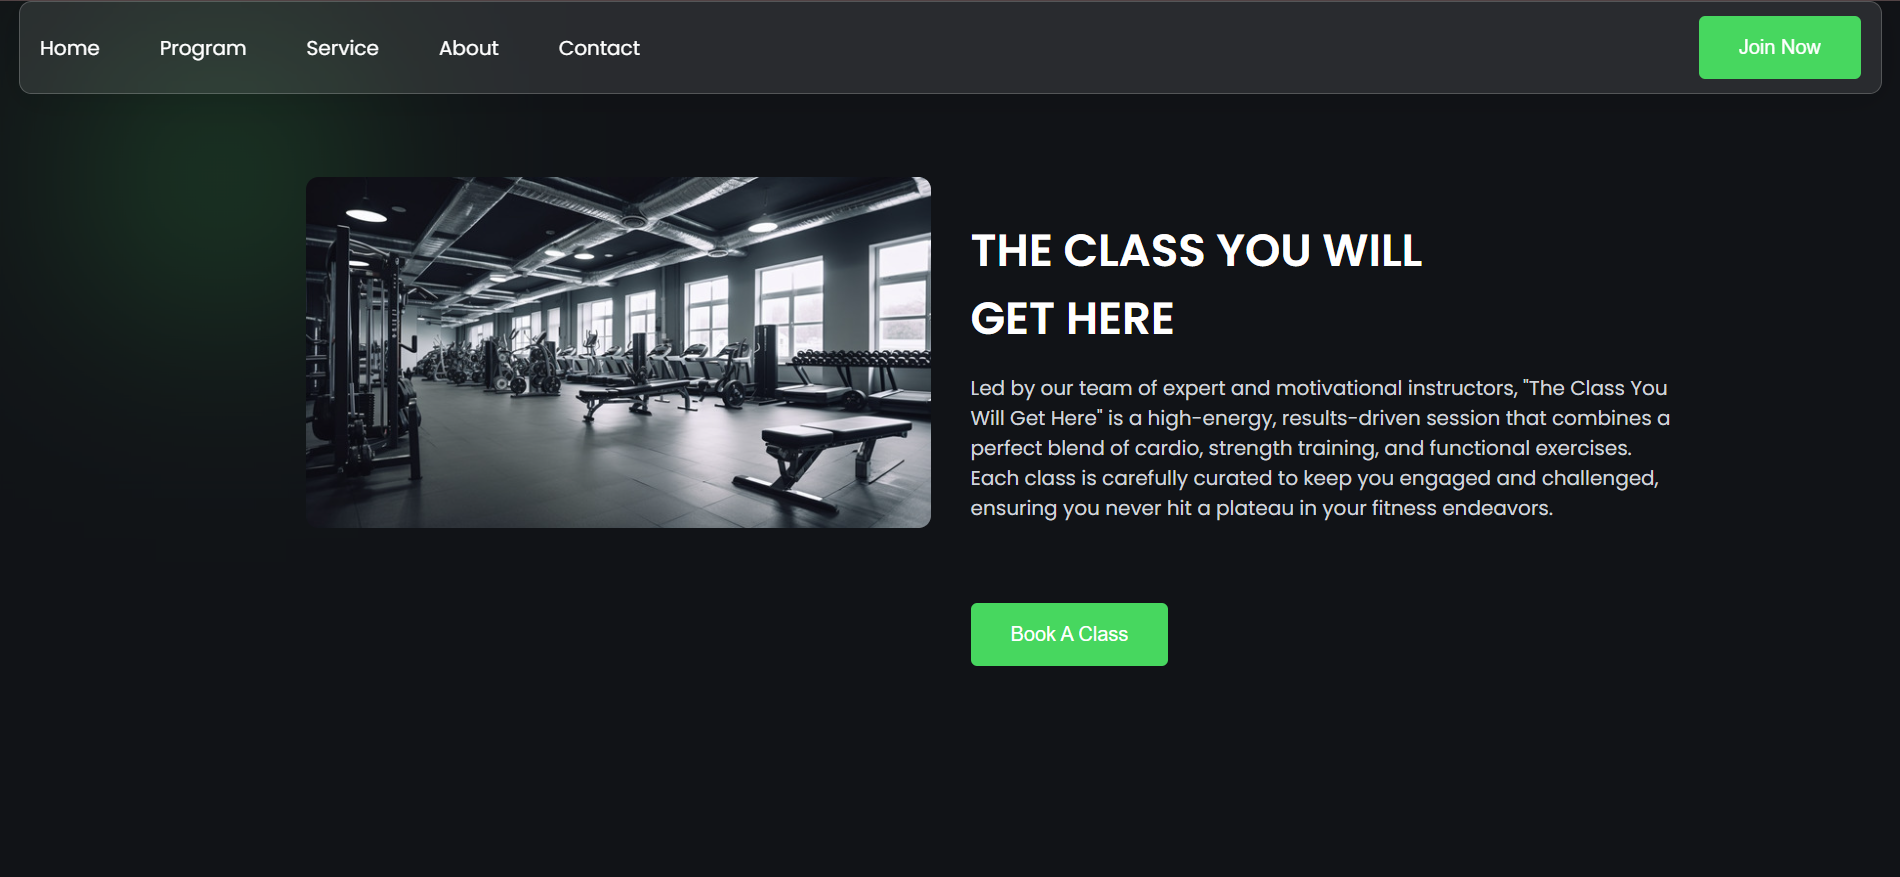 Home Program Service About Contact Join Now
THE CLASS YOU WILL
GET HERE
Led by our team of expert and motivational instructors, "The Class You
Will Get Here" is a high-energy, results-driven session that combines a
perfect blend of cardio, strength training, and functional exercises.
Each class is carefully curated to keep you engaged and challenged,
ensuring you never hit a plateau in your fitness endeavors.
Book A Class